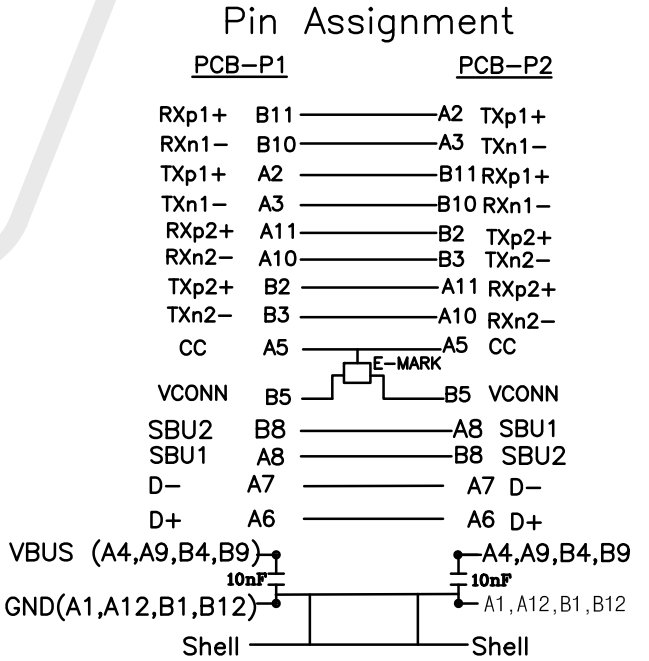 Pin Assignment
PCB-P1 PCB-P2
RXp1+ B11 A2 TXp1+
RXn1- B10 A3 TXn1-
TXp1+ A2 B11 RXp1+
TXn1- A3 B10 RXn1-
RXp2+ A11 B2 TXp2+
RXn2- A10 B3 TXn2-
TXp2+ B2 A11 RXp2+
TXn2- B3 A10 RXn2-
CC A5 A5 CC
E-MARK
VCONN B5 B5 VCONN
SBU2 B8 A8 SBU1
SBU1 A8 B8 SBU2
D- A7 A7 D-
D+ A6 A6 D+
VBUS (A4,A9,B4,B9) A4,A9,B4,B9
10nF 10nF
GND(A1,A12,B1,B12) A1,A12,B1,B12
Shell Shell